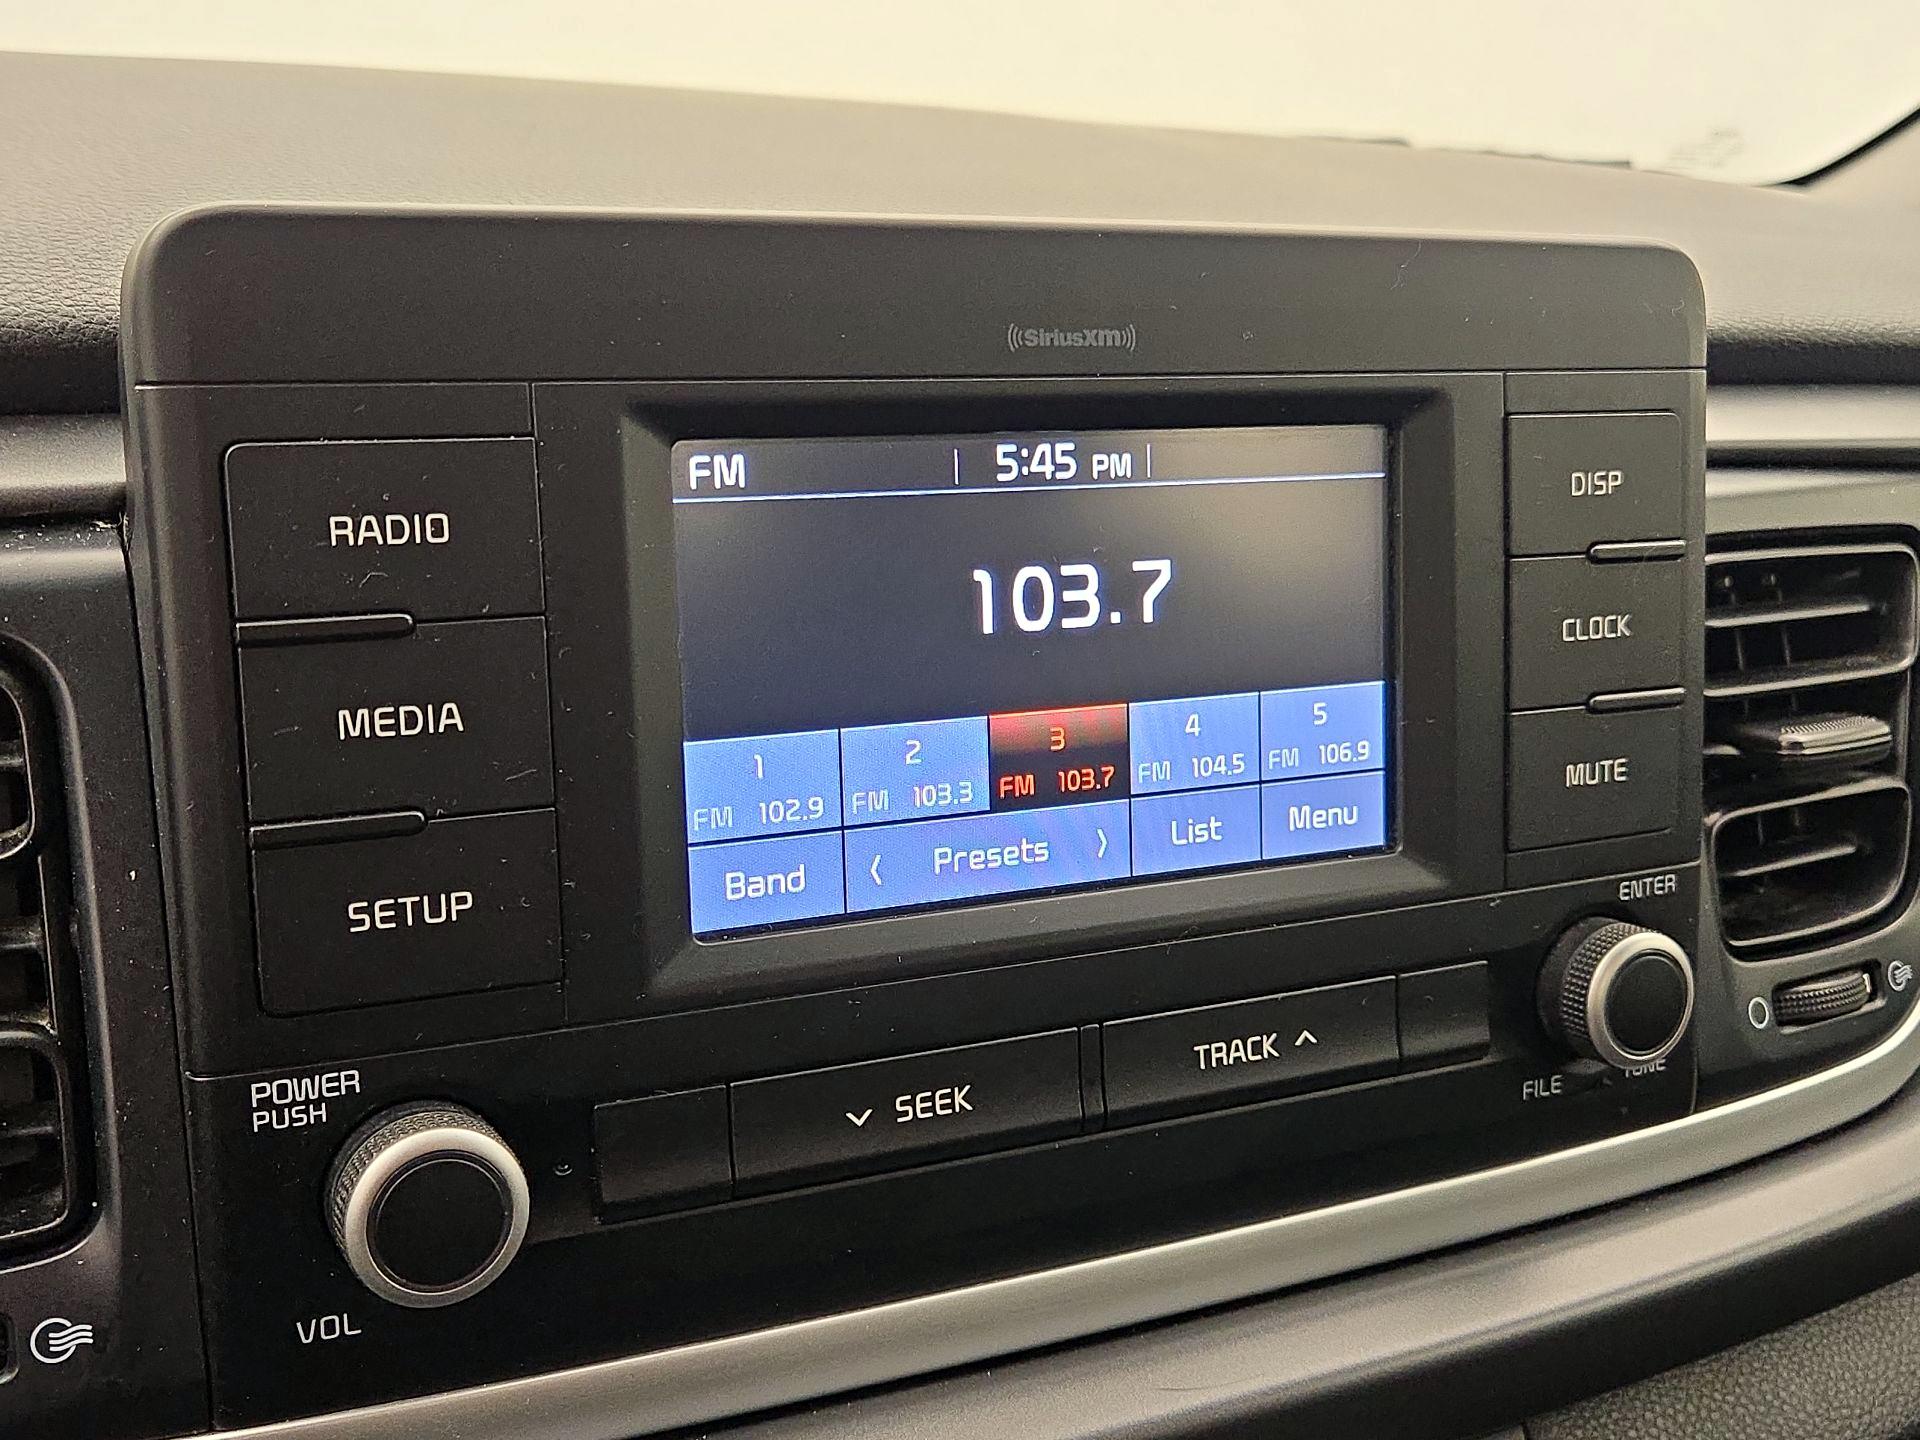 ((SiriusXM))
FM | 5:45 PM |
103.7
1 2 3 4 5
FM 102.9 FM 103.3 FM 103.7 FM 104.5 FM 106.9
Band ⟨ Presets ⟩ List Menu
RADIO
MEDIA
SETUP
DISP
CLOCK
MUTE
ENTER
FILE TUNE
POWER
PUSH
VOL
∨ SEEK
TRACK ∧